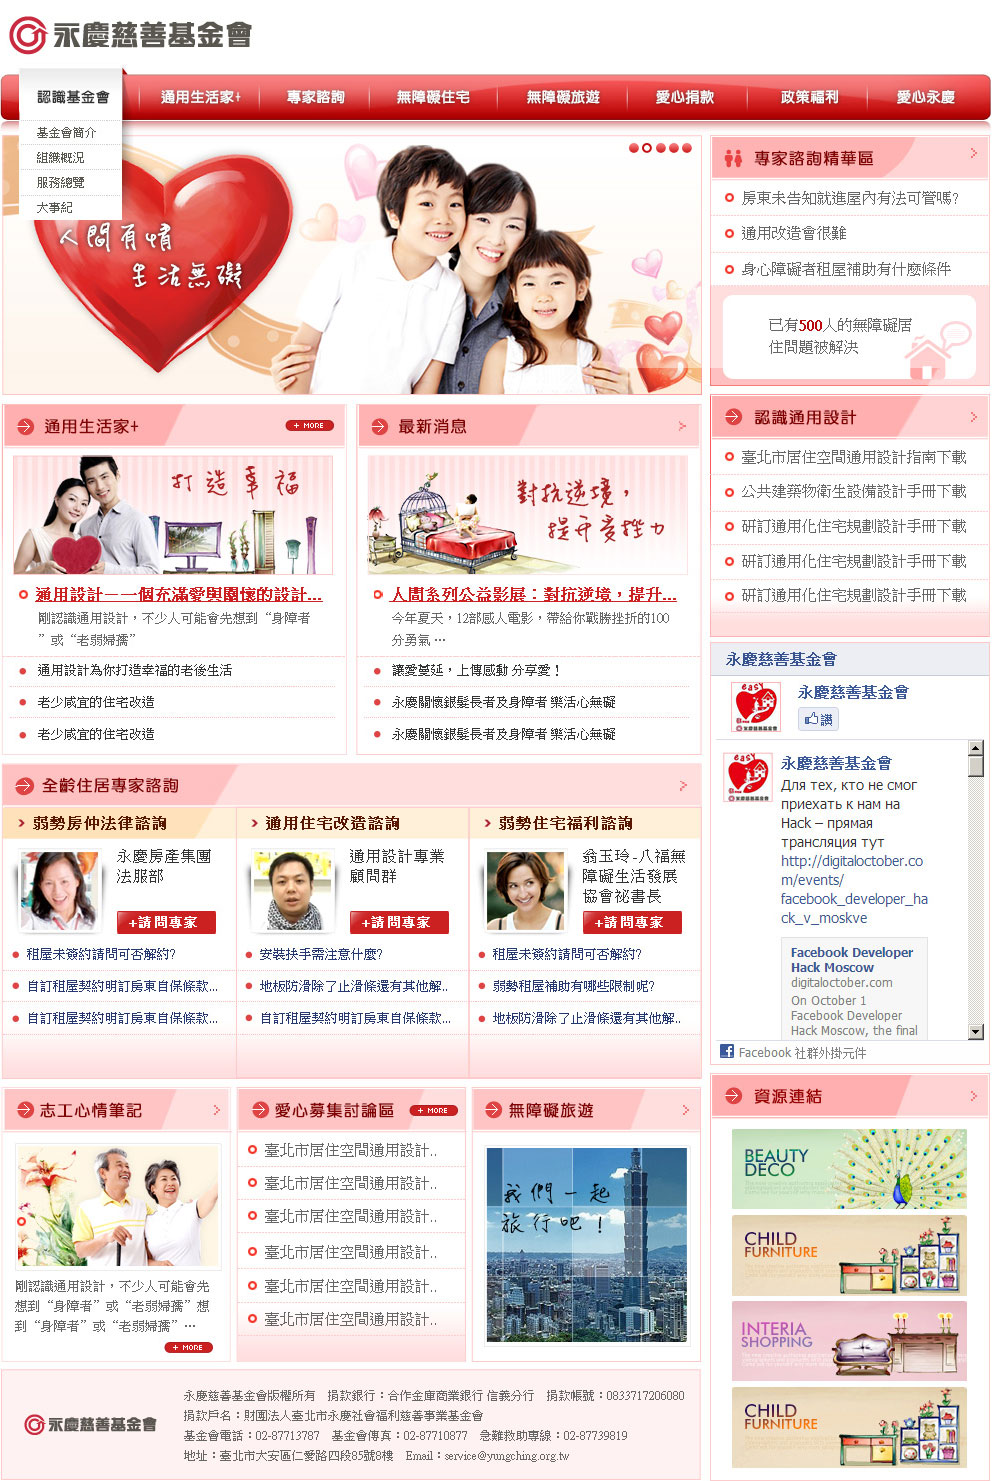 永慶慈善基金會
認識基金會
通用生活家+
專家諮詢
無障礙住宅
無障礙旅遊
愛心捐款
政策福利
愛心永慶
基金會簡介
組織概況
服務總覽
大事紀
人間有情
生活無礙
專家諮詢精華區
房東未告知就進屋內有法可管嗎?
通用改造會很難
身心障礙者租屋補助有什麼條件
已有500人的無障礙居
住問題被解決
通用生活家+
+ MORE
打造幸福
通用設計－一個充滿愛與關懷的設計...
剛認識通用設計，不少人可能會先想到“身障者
”或“老弱婦孺”
通用設計為你打造幸福的老後生活
老少咸宜的住宅改造
老少咸宜的住宅改造
最新消息
對抗逆境，
提升受挫力
人間系列公益影展：對抗逆境，提升...
今年夏天，12部感人電影，帶給你戰勝挫折的100
分勇氣 …
讓愛蔓延，上傳感動 分享愛！
永慶關懷銀髮長者及身障者 樂活心無礙
永慶關懷銀髮長者及身障者 樂活心無礙
認識通用設計
臺北市居住空間通用設計指南下載
公共建築物衛生設備設計手冊下載
研訂通用化住宅規劃設計手冊下載
研訂通用化住宅規劃設計手冊下載
研訂通用化住宅規劃設計手冊下載
永慶慈善基金會
easy
永慶慈善基金會
讚
永慶慈善基金會
Для тех, кто не смог
приехать к нам на
Hack – прямая
трансляция тут
http://digitaloctober.co
m/events/
facebook_developer_ha
ck_v_moskve
Facebook Developer
Hack Moscow
digitaloctober.com
On October 1
Facebook Developer
Hack Moscow, the final
Facebook 社群外掛元件
全齡住居專家諮詢
弱勢房仲法律諮詢
永慶房產集團
法服部
+請問專家
租屋未簽約請問可否解約?
自訂租屋契約明訂房東自保條款...
自訂租屋契約明訂房東自保條款...
通用住宅改造諮詢
通用設計專業
顧問群
+請問專家
安裝扶手需注意什麼?
地板防滑除了止滑條還有其他解..
自訂租屋契約明訂房東自保條款...
弱勢住宅福利諮詢
翁玉玲-八福無
障礙生活發展
協會祕書長
+請問專家
租屋未簽約請問可否解約?
弱勢租屋補助有哪些限制呢?
地板防滑除了止滑條還有其他解..
志工心情筆記
剛認識通用設計，不少人可能會先
想到“身障者”或“老弱婦孺”想
到“身障者”或“老弱婦孺”…
+ MORE
愛心募集討論區
+ MORE
臺北市居住空間通用設計..
臺北市居住空間通用設計..
臺北市居住空間通用設計..
臺北市居住空間通用設計..
臺北市居住空間通用設計..
臺北市居住空間通用設計..
無障礙旅遊
我們一起
旅行吧！
資源連結
BEAUTY
DECO
CHILD
FURNITURE
INTERIA
SHOPPING
CHILD
FURNITURE
永慶慈善基金會
永慶慈善基金會版權所有 捐款銀行：合作金庫商業銀行 信義分行 捐款帳號：0833717206080
捐款戶名：財團法人臺北市永慶社會福利慈善事業基金會
基金會電話：02-87713787 基金會傳真：02-87710877 急難救助專線：02-87739819
地址：臺北市大安區仁愛路四段85號8樓 Email：service@yungching.org.tw